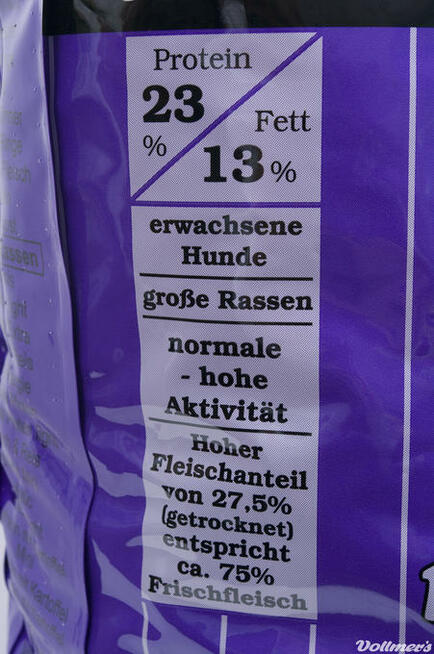 Protein
23
%
Fett
13 %
erwachsene
Hunde
große Rassen
normale
- hohe
Aktivität
Hoher
Fleischanteil
von 27,5%
(getrocknet)
entspricht
ca. 75%
Frischfleisch
Vollmer's